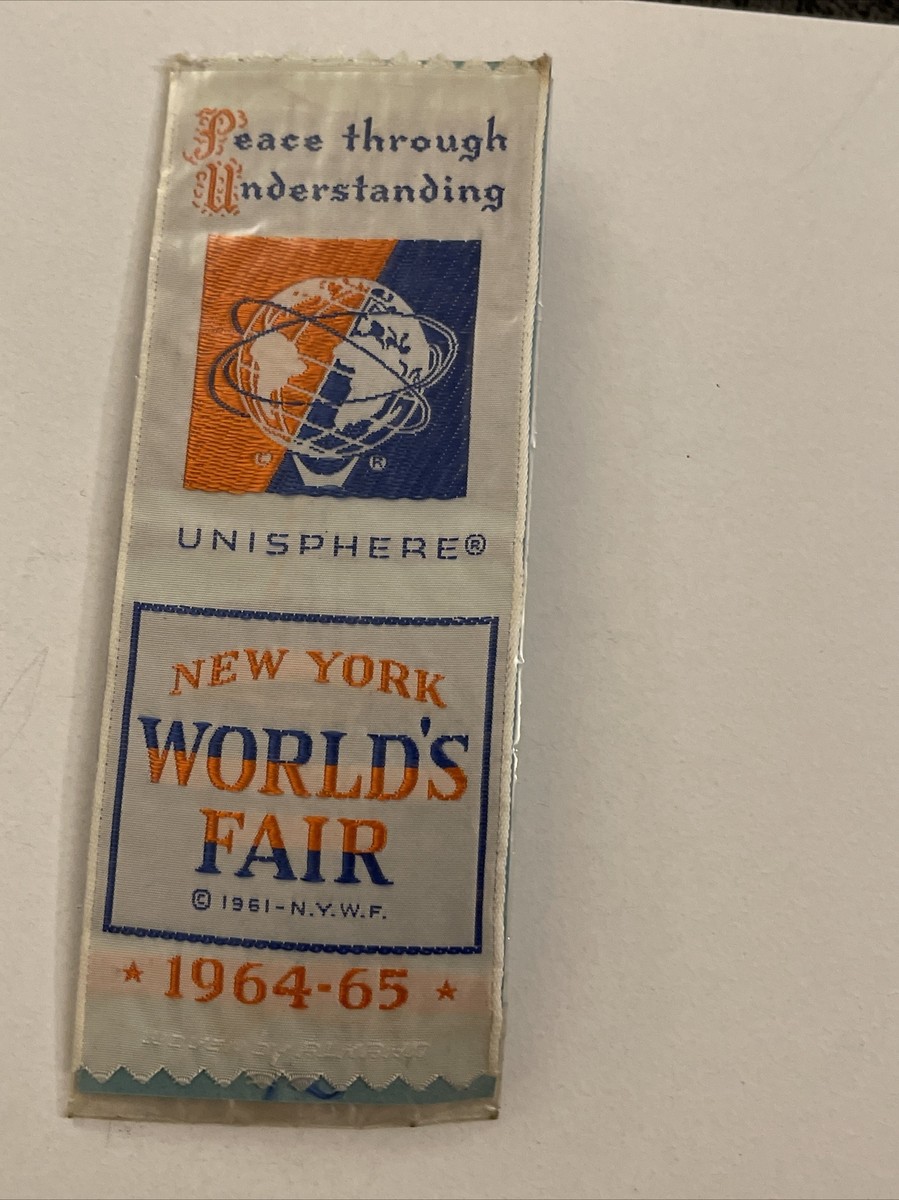 Peace through
Understanding
© ®
UNISPHERE®
NEW YORK
WORLD'S
FAIR
© 1961-N.Y.W.F.
★ 1964-65 ★